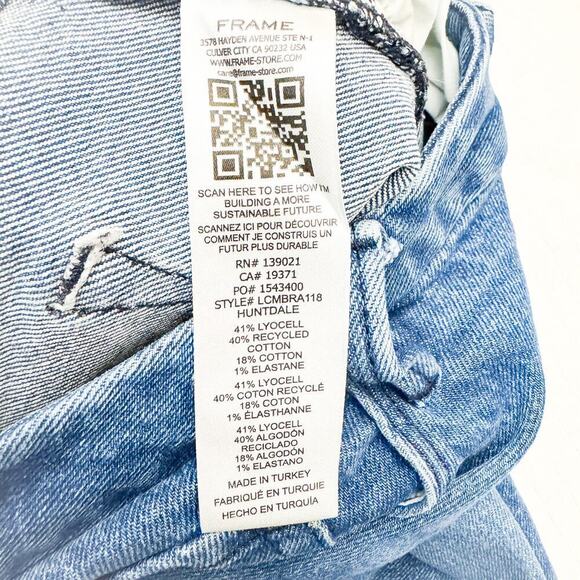 FRAME
3578 HAYDEN AVENUE STE N-1
CULVER CITY CA 90232 USA
WWW.FRAME-STORE.COM
care@frame-store.com
SCAN HERE TO SEE HOW I'M
BUILDING A MORE
SUSTAINABLE FUTURE
SCANNEZ ICI POUR DÉCOUVRIR
COMMENT JE CONSTRUIS UN
FUTUR PLUS DURABLE
RN# 139021
CA# 19371
PO# 1543400
STYLE# LCMBRA118
HUNTDALE
41% LYOCELL
40% RECYCLED
COTTON
18% COTTON
1% ELASTANE
41% LYOCELL
40% COTON RECYCLÉ
18% COTON
1% ÉLASTHANNE
41% LYOCELL
40% ALGODÓN
RECICLADO
18% ALGODÓN
1% ELASTANO
MADE IN TURKEY
FABRIQUÉ EN TURQUIE
HECHO EN TURQUÍA